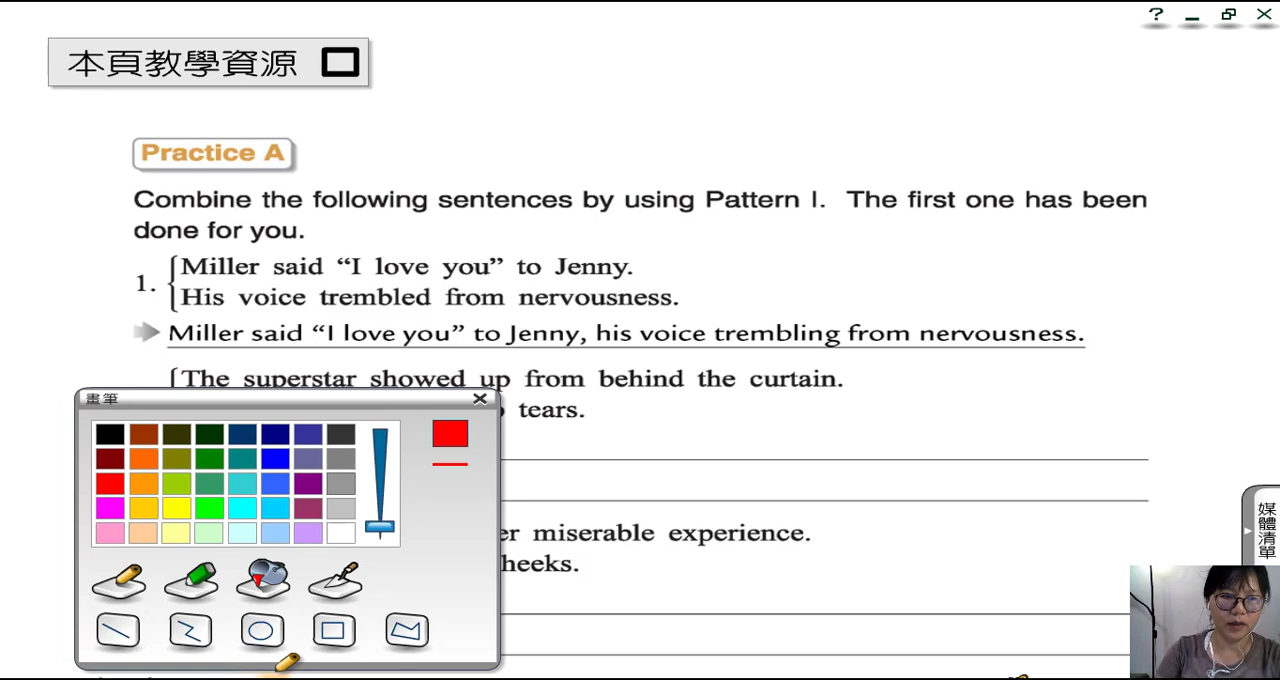 ?
本頁教學資源
Practice A
Combine the following sentences by using Pattern I. The first one has been
done for you.
1. Miller said “I love you” to Jenny.
His voice trembled from nervousness.
Miller said “I love you” to Jenny, his voice trembling from nervousness.
The superstar showed up from behind the curtain.
畫筆
tears.
er miserable experience.
heeks.
媒體清單